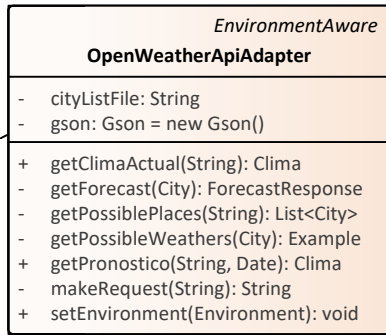 EnvironmentAware
OpenWeatherApiAdapter
- cityListFile: String
- gson: Gson = new Gson()
+ getClimaActual(String): Clima
- getForecast(City): ForecastResponse
- getPossiblePlaces(String): List<City>
- getPossibleWeathers(City): Example
+ getPronostico(String, Date): Clima
- makeRequest(String): String
+ setEnvironment(Environment): void